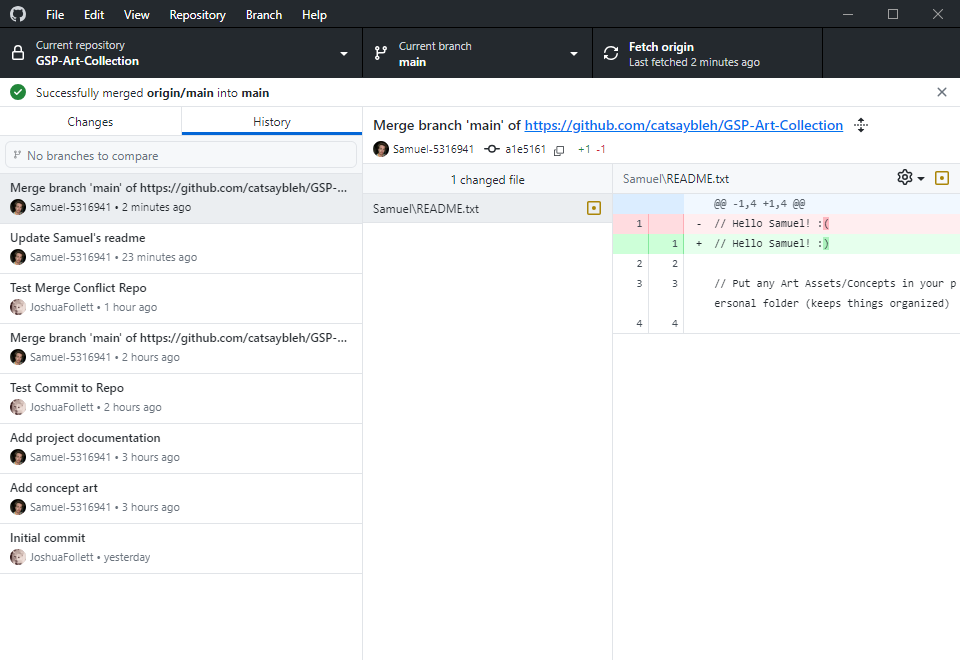 File Edit View Repository Branch Help
Current repository
GSP-Art-Collection
Current branch
main
Fetch origin
Last fetched 2 minutes ago
Successfully merged origin/main into main
Changes
History
No branches to compare
Merge branch 'main' of https://github.com/catsaybleh/GSP-...
Samuel-5316941 • 2 minutes ago
Update Samuel's readme
Samuel-5316941 • 23 minutes ago
Test Merge Conflict Repo
JoshuaFollett • 1 hour ago
Merge branch 'main' of https://github.com/catsaybleh/GSP-...
Samuel-5316941 • 2 hours ago
Test Commit to Repo
JoshuaFollett • 2 hours ago
Add project documentation
Samuel-5316941 • 3 hours ago
Add concept art
Samuel-5316941 • 3 hours ago
Initial commit
JoshuaFollett • yesterday
Merge branch 'main' of https://github.com/catsaybleh/GSP-Art-Collection
Samuel-5316941 a1e5161 +1 -1
1 changed file
Samuel\README.txt
Samuel\README.txt
@@ -1,4 +1,4 @@
1 - // Hello Samuel! :(
1 + // Hello Samuel! :)
2 2
3 3 // Put any Art Assets/Concepts in your p
ersonal folder (keeps things organized)
4 4